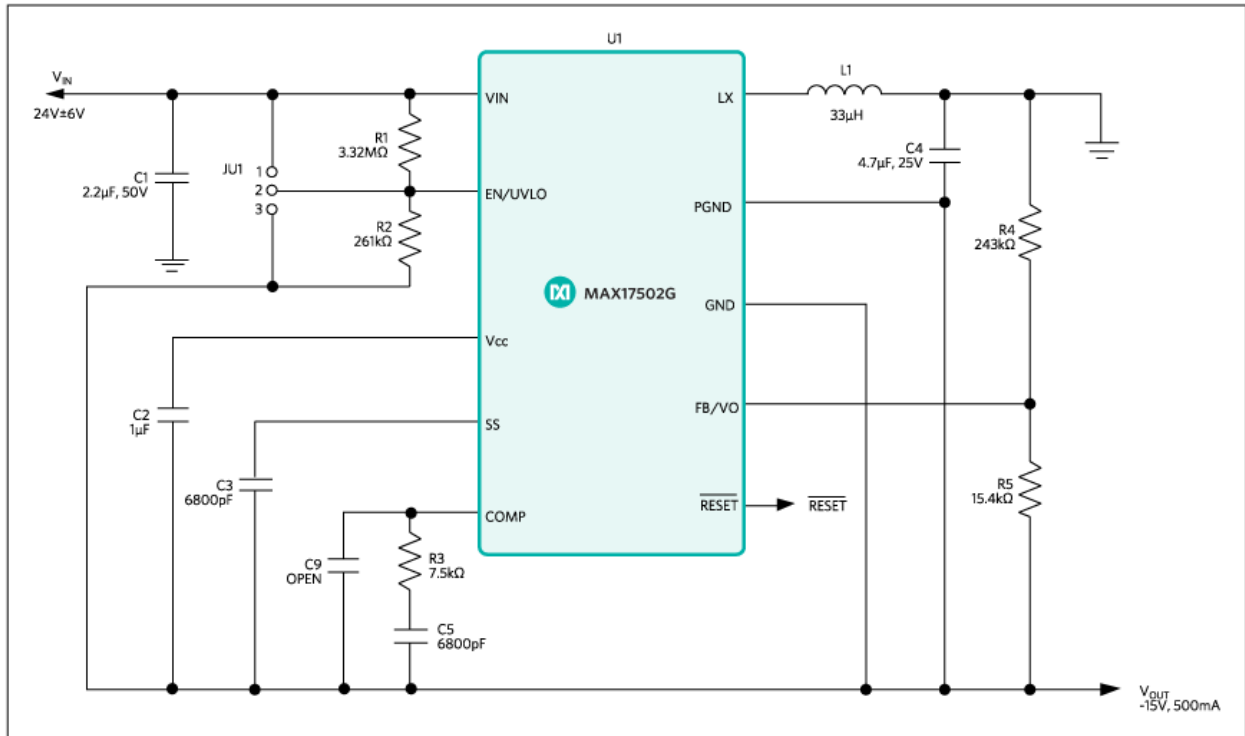 U1
V_IN
24V±6V
C1
2.2µF, 50V
JU1
1
2
3
R1
3.32MΩ
R2
261kΩ
VIN
EN/UVLO
Vcc
SS
COMP
MAX17502G
LX
PGND
GND
FB/VO
RESET
RESET
L1
33µH
C4
4.7µF, 25V
R4
243kΩ
R5
15.4kΩ
C2
1µF
C3
6800pF
C9
OPEN
R3
7.5kΩ
C5
6800pF
V_OUT
-15V, 500mA